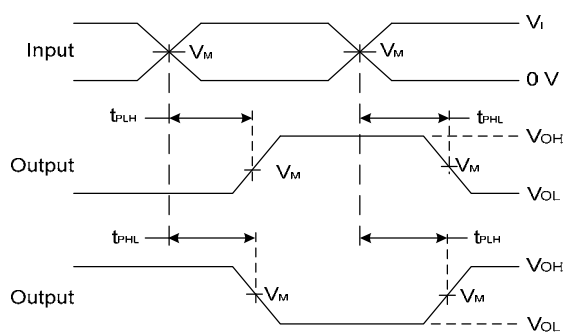 VI
Input VM VM
0 V
tPLH tPHL
VOH
Output VM VM
VOL
tPHL tPLH
VOH
Output VM VM
VOL